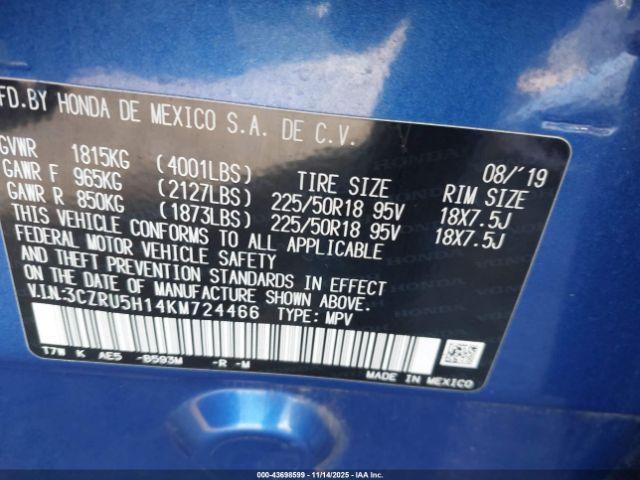 FD.BY HONDA DE MEXICO S.A. DE C.V.
08/'19
GVWR 1815KG (4001LBS) TIRE SIZE RIM SIZE
GAWR F 965KG (2127LBS) 225/50R18 95V 18X7.5J
GAWR R 850KG (1873LBS) 225/50R18 95V 18X7.5J
THIS VEHICLE CONFORMS TO ALL APPLICABLE
FEDERAL MOTOR VEHICLE SAFETY
AND THEFT PREVENTION STANDARDS IN EFFECT
ON THE DATE OF MANUFACTURE SHOWN ABOVE.
V.I.N:3CZRU5H14KM724466 TYPE: MPV
T7W K AE5 -B593M -R -M
MADE IN MEXICO
000-43698599 - 11/14/2025 - IAA Inc.